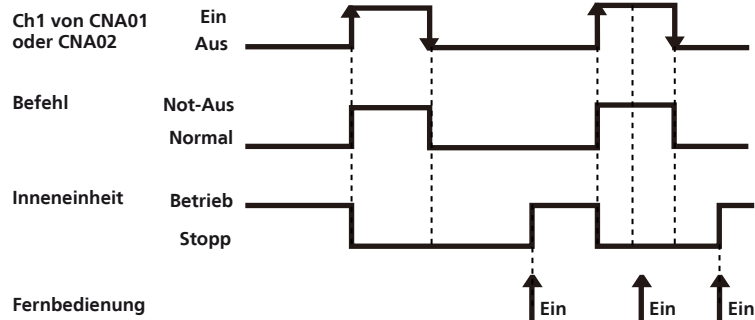 Ch1 von CNA01
oder CNA02
Ein
Aus
Befehl
Not-Aus
Normal
Inneneinheit
Betrieb
Stopp
Fernbedienung
Ein
Ein
Ein